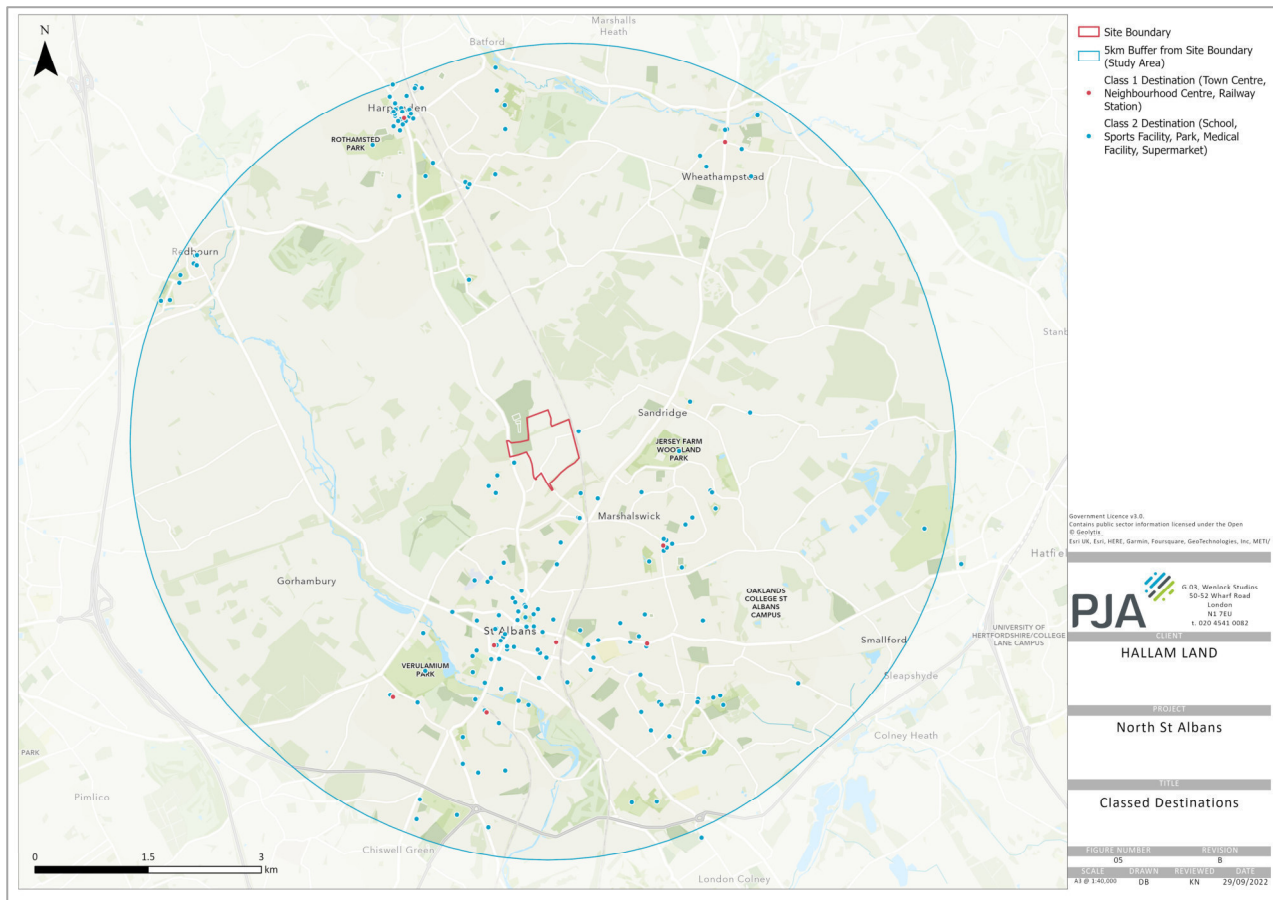 N
Marshalls
Heath
Batford
Harpenden
ROTHAMSTED
PARK
Wheathampstead
Redbourn
Sandridge
JERSEY FARM
WOODLAND
PARK
Marshalswick
Gorhambury
OAKLANDS
COLLEGE ST
ALBANS
CAMPUS
St Albans
Smallford
UNIVERSITY OF
HERTFORDSHIRE/COLLEGE
LANE CAMPUS
VERULAMIUM
PARK
Sleapshyde
Colney Heath
PARK
Pimlico
Chiswell Green
London Colney
Stanb
Hatfiel
0 1.5 3
km
Site Boundary
5km Buffer from Site Boundary
(Study Area)
Class 1 Destination (Town Centre,
Neighbourhood Centre, Railway
Station)
Class 2 Destination (School,
Sports Facility, Park, Medical
Facility, Supermarket)
Government Licence v3.0.
Contains public sector information licensed under the Open
© Geolytix
Esri UK, Esri, HERE, Garmin, Foursquare, GeoTechnologies, Inc, METI/
PJA
G.03, Wenlock Studios
50-52 Wharf Road
London
N1 7EU
t. 020 4541 0082
CLIENT
HALLAM LAND
PROJECT
North St Albans
TITLE
Classed Destinations
FIGURE NUMBER REVISION
05 B
SCALE DRAWN REVIEWED DATE
A3 @ 1:40,000 DB KN 29/09/2022